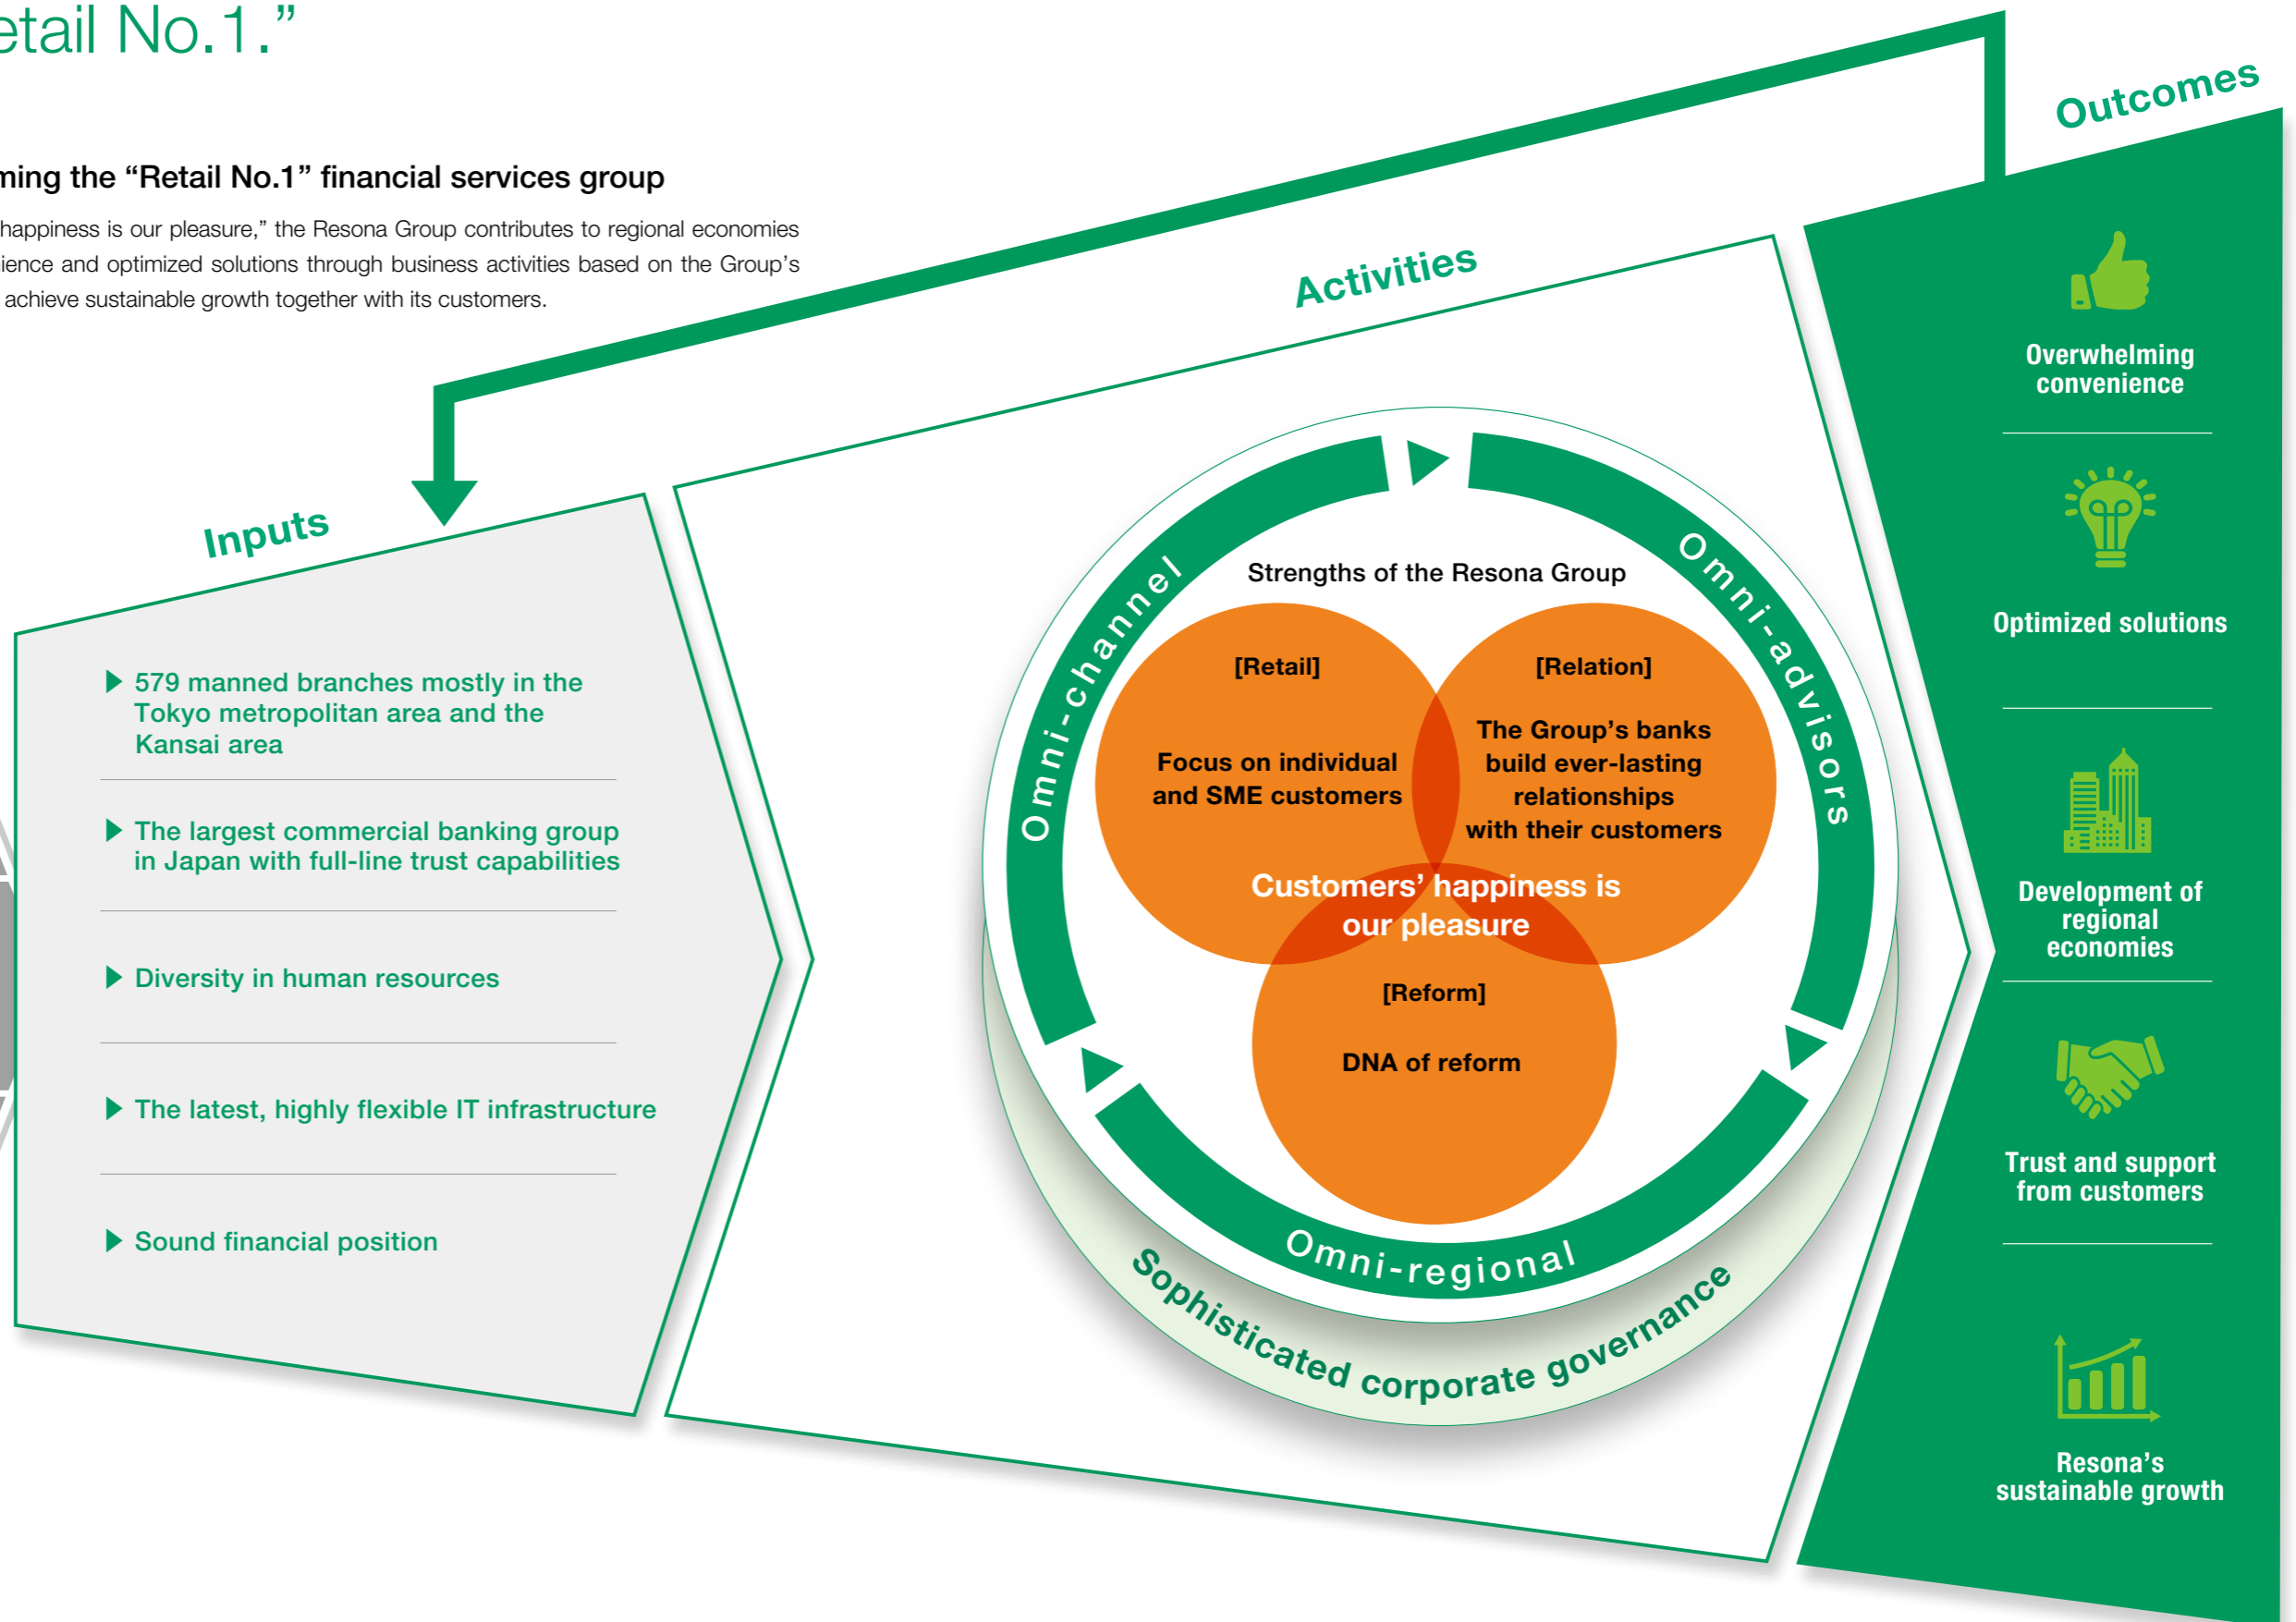 etail No.1.”
ming the “Retail No.1” financial services group
happiness is our pleasure,” the Resona Group contributes to regional economies
ience and optimized solutions through business activities based on the Group’s
achieve sustainable growth together with its customers.
Inputs
579 manned branches mostly in the
Tokyo metropolitan area and the
Kansai area
The largest commercial banking group
in Japan with full-line trust capabilities
Diversity in human resources
The latest, highly flexible IT infrastructure
Sound financial position
Activities
Omni-channel
Omni-advisors
Omni-regional
Strengths of the Resona Group
[Retail]
Focus on individual
and SME customers
[Relation]
The Group’s banks
build ever-lasting
relationships
with their customers
Customers’ happiness is
our pleasure
[Reform]
DNA of reform
Sophisticated corporate governance
Outcomes
Overwhelming
convenience
Optimized solutions
Development of
regional
economies
Trust and support
from customers
Resona’s
sustainable growth